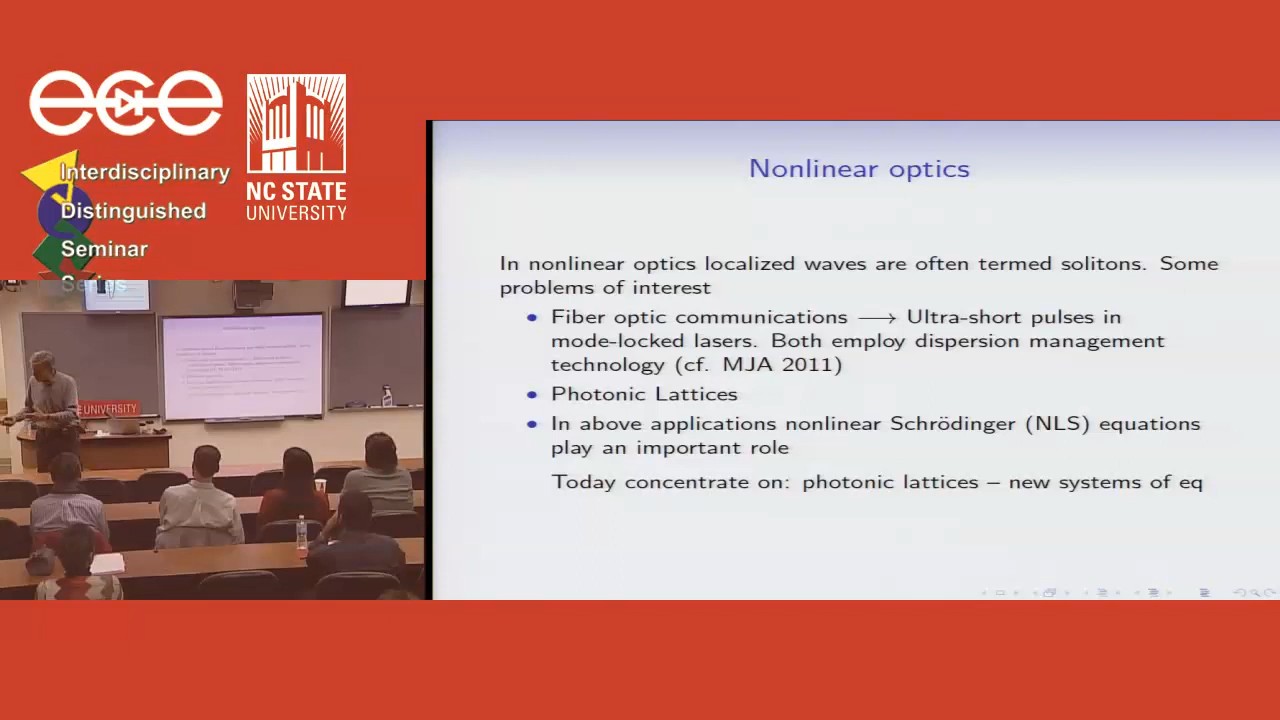 ece
Interdisciplinary
Distinguished
Seminar
Series
NC STATE
UNIVERSITY
E UNIVERSITY
Nonlinear optics
In nonlinear optics localized waves are often termed solitons. Some
problems of interest
• Fiber optic communications ⟶ Ultra-short pulses in
mode-locked lasers. Both employ dispersion management
technology (cf. MJA 2011)
• Photonic Lattices
• In above applications nonlinear Schrödinger (NLS) equations
play an important role
Today concentrate on: photonic lattices – new systems of eq